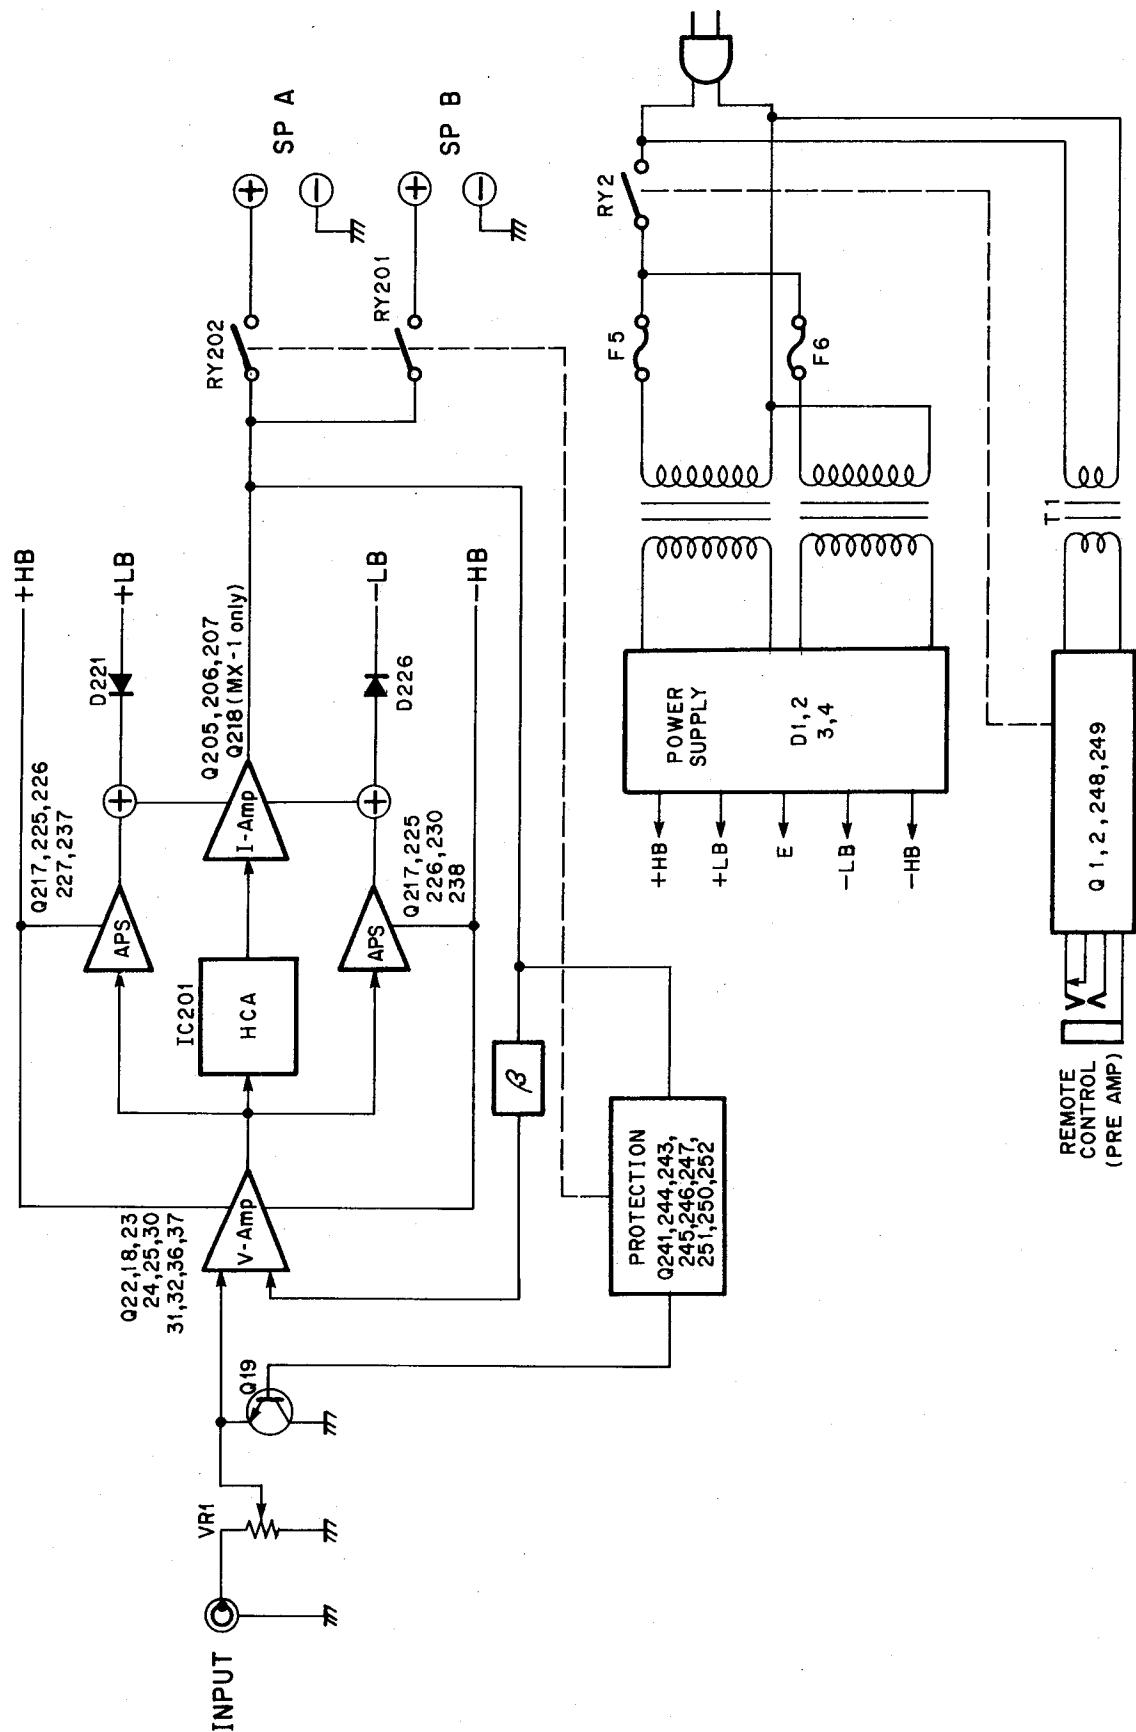 INPUT
VR1
Q19
Q22,18,23
24,25,30
31,32,36,37
V-Amp
IC201
HCA
APS
Q217,225,226
227,237
APS
Q217,225
226,230
238
I-Amp
Q205,206,207
Q218(MX-1 only)
D221
D226
+HB
+LB
-LB
-HB
β
RY202
RY201
+
-
SP A
+
-
SP B
PROTECTION
Q241,244,243,
245,246,247,
251,250,252
+HB
+LB
E
-LB
-HB
POWER
SUPPLY
D1,2
3,4
F5
F6
RY2
T1
REMOTE
CONTROL
(PRE AMP)
Q1,2,248,249